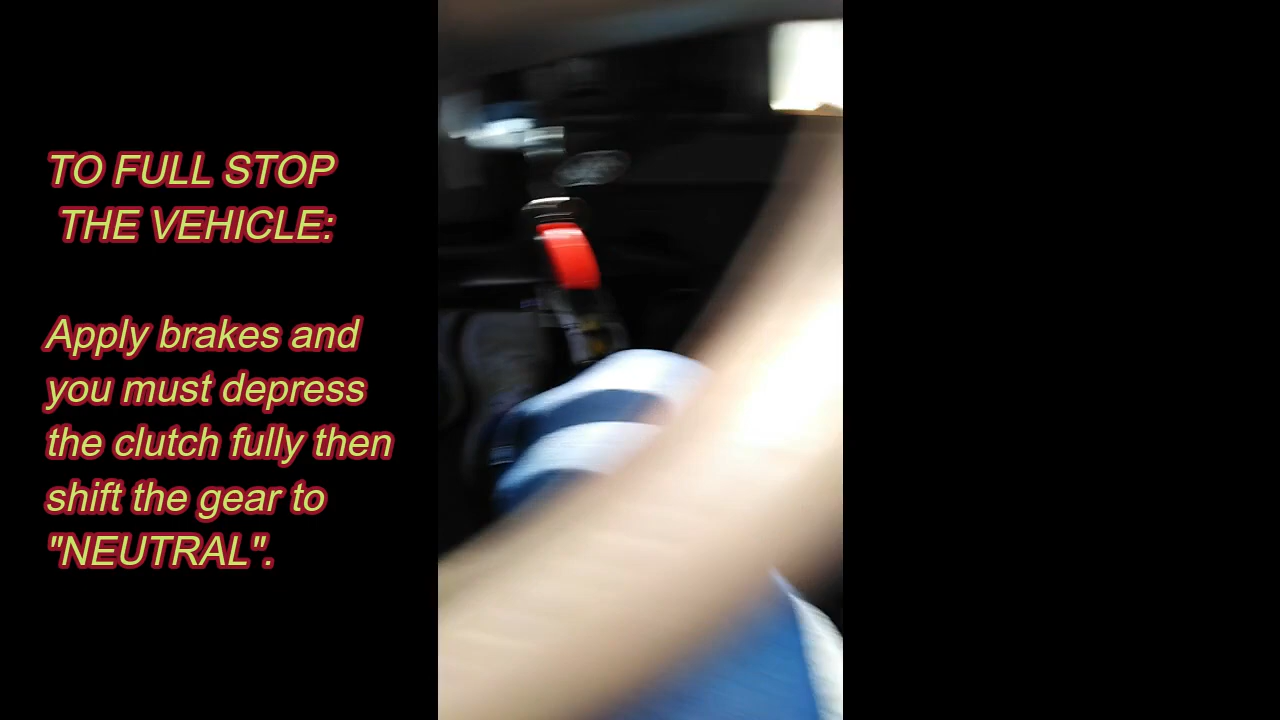 TO FULL STOP
THE VEHICLE:
Apply brakes and
you must depress
the clutch fully then
shift the gear to
"NEUTRAL".